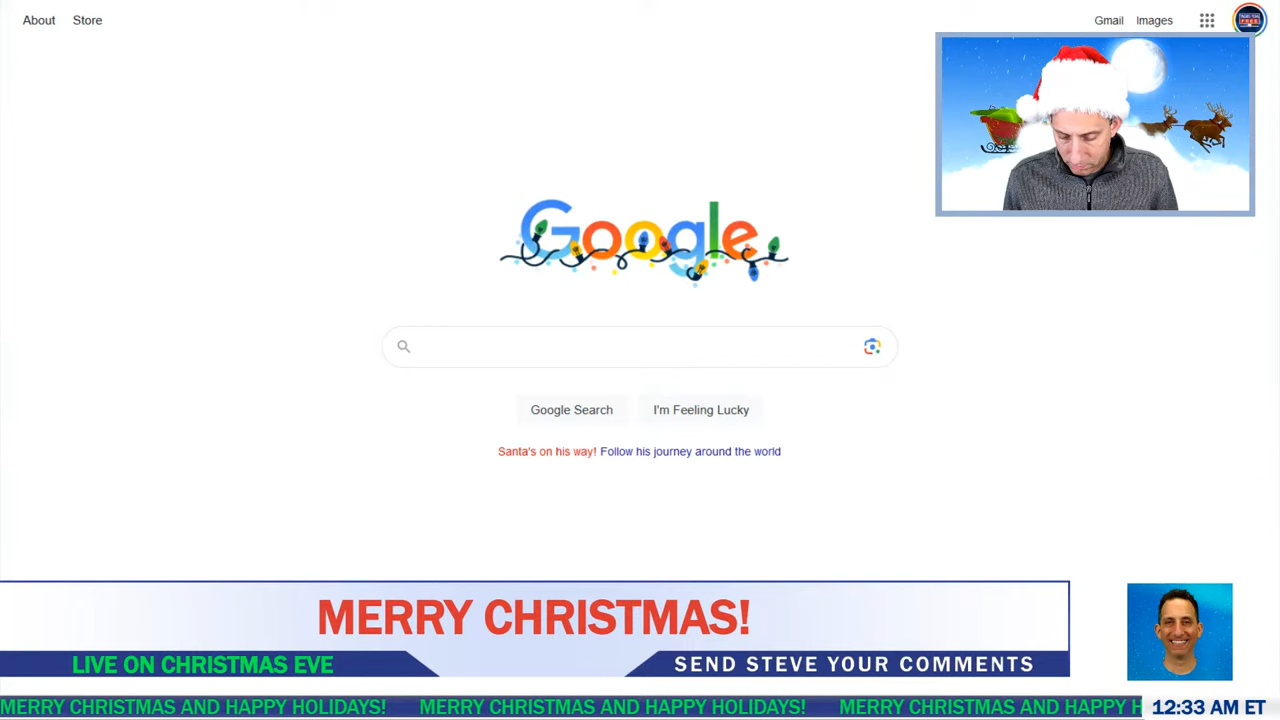 About Store
Gmail Images
Google
Google Search I'm Feeling Lucky
Santa's on his way! Follow his journey around the world
MERRY CHRISTMAS!
LIVE ON CHRISTMAS EVE
SEND STEVE YOUR COMMENTS
MERRY CHRISTMAS AND HAPPY HOLIDAYS! MERRY CHRISTMAS AND HAPPY HOLIDAYS! MERRY CHRISTMAS AND HAPPY H
12:33 AM ET